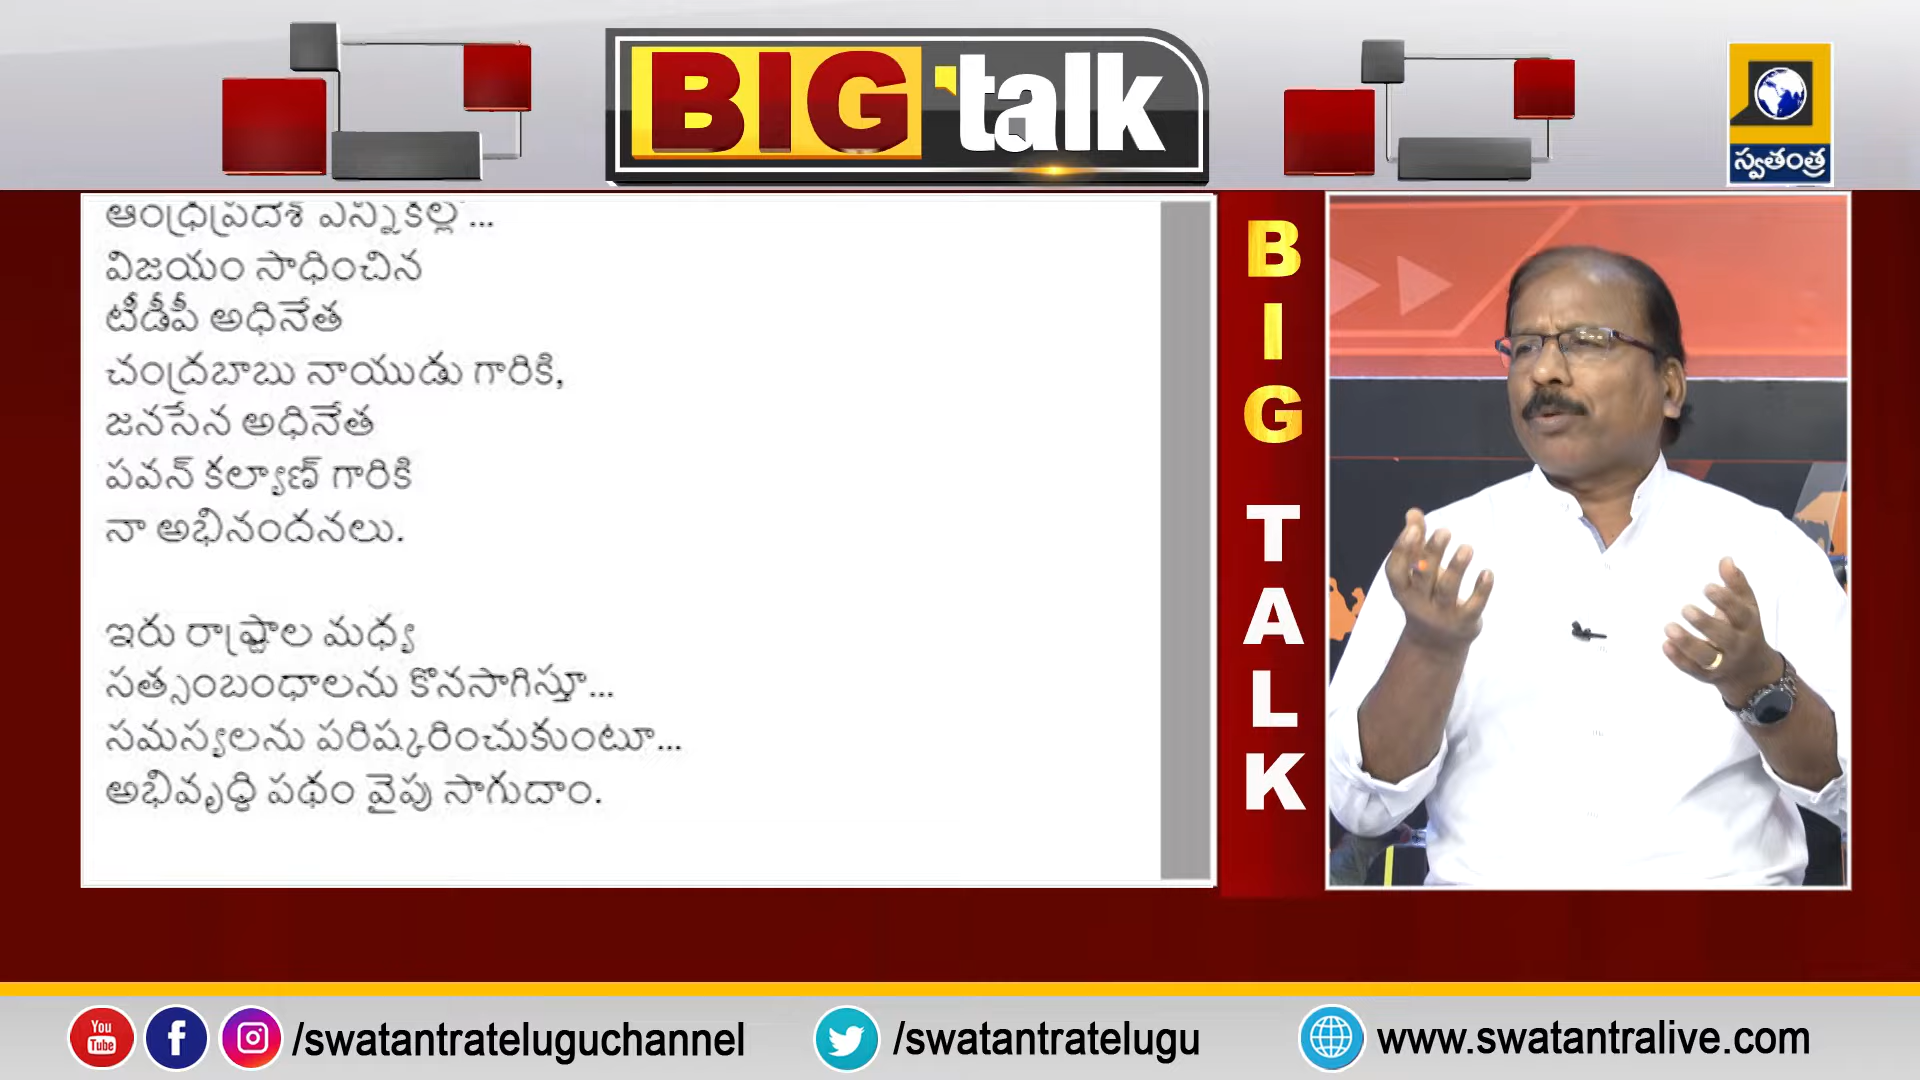 BIG talk
స్వతంత్ర
ఆంధ్రప్రదేశ్ ఎన్నికల్లో...
విజయం సాధించిన
టీడీపీ అధినేత
చంద్రబాబు నాయుడు గారికి,
జనసేన అధినేత
పవన్ కల్యాణ్ గారికి
నా అభినందనలు.
ఇరు రాష్ట్రాల మధ్య
సత్సంబంధాలను కొనసాగిస్తూ...
సమస్యలను పరిష్కరించుకుంటూ...
అభివృద్ధి పథం వైపు సాగుదాం.
BIG TALK
You Tube /swatantrateluguchannel
/swatantratelugu
www.swatantralive.com